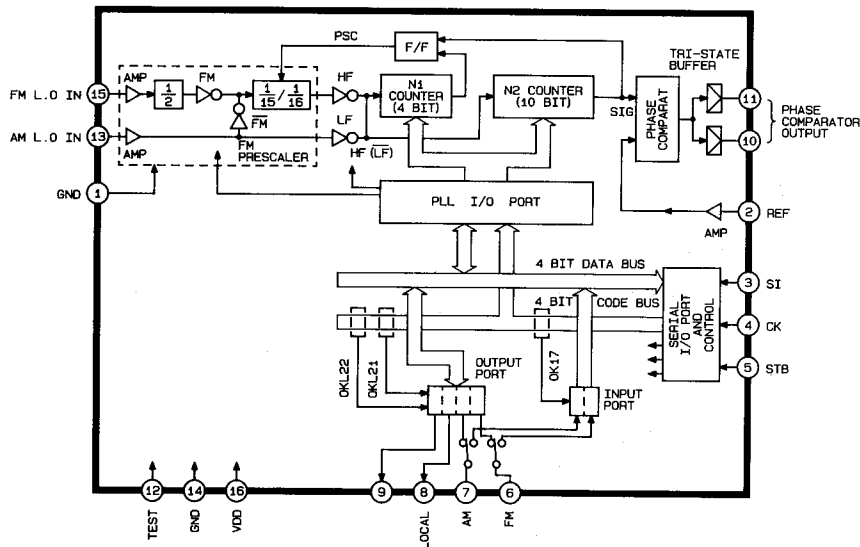 PSC
F/F
TRI-STATE
BUFFER
AMP
FM
HF
1/2
1/15 / 1/16
N1
COUNTER
(4 BIT)
N2 COUNTER
(10 BIT)
SIG
PHASE
COMPARAT
FM L.O IN
15
11
10
PHASE
COMPARATOR
OUTPUT
FM
LF
AM L.O IN
13
AMP
FM
PRESCALER
HF (LF)
GND
1
PLL I/O PORT
AMP
2
REF
4 BIT DATA BUS
4 BIT CODE BUS
SERIAL
I/O PORT
AND
CONTROL
3
SI
4
CK
5
STB
OKL22
OKL21
OUTPUT
PORT
OK17
INPUT
PORT
12
14
16
9
8
7
6
TEST
GND
VDD
LOCAL
AM
FM